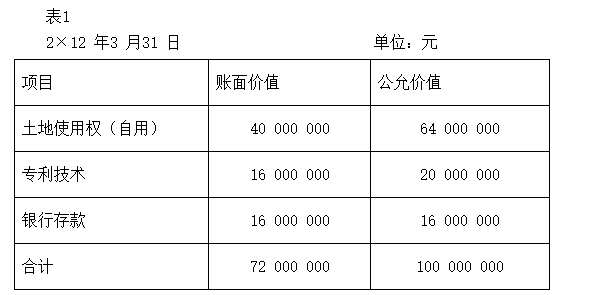 表1
2×12 年3 月31 日 单位：元
项目 账面价值 公允价值
土地使用权（自用） 40 000 000 64 000 000
专利技术 16 000 000 20 000 000
银行存款 16 000 000 16 000 000
合计 72 000 000 100 000 000